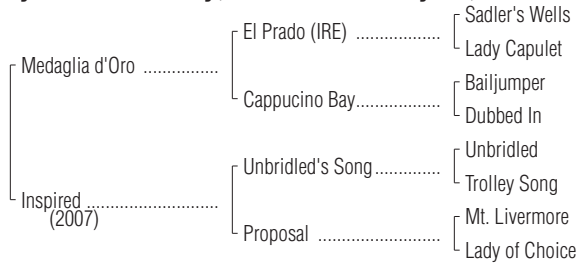 Sadler's Wells
El Prado (IRE) ..................
Lady Capulet
Medaglia d'Oro ................
Bailjumper
Cappucino Bay....................
Dubbed In
Unbridled
Unbridled's Song...............
Trolley Song
Inspired ............................
(2007)
Mt. Livermore
Proposal ..........................
Lady of Choice